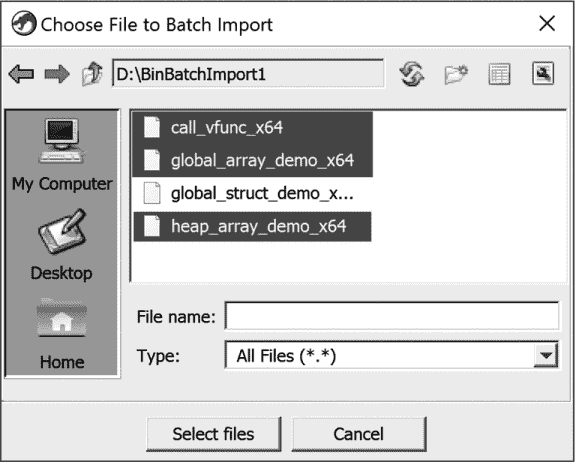 Choose File to Batch Import
D:\BinBatchImport1
My Computer
Desktop
Home
call_vfunc_x64
global_array_demo_x64
global_struct_demo_x...
heap_array_demo_x64
File name:
Type: All Files (*.*)
Select files Cancel